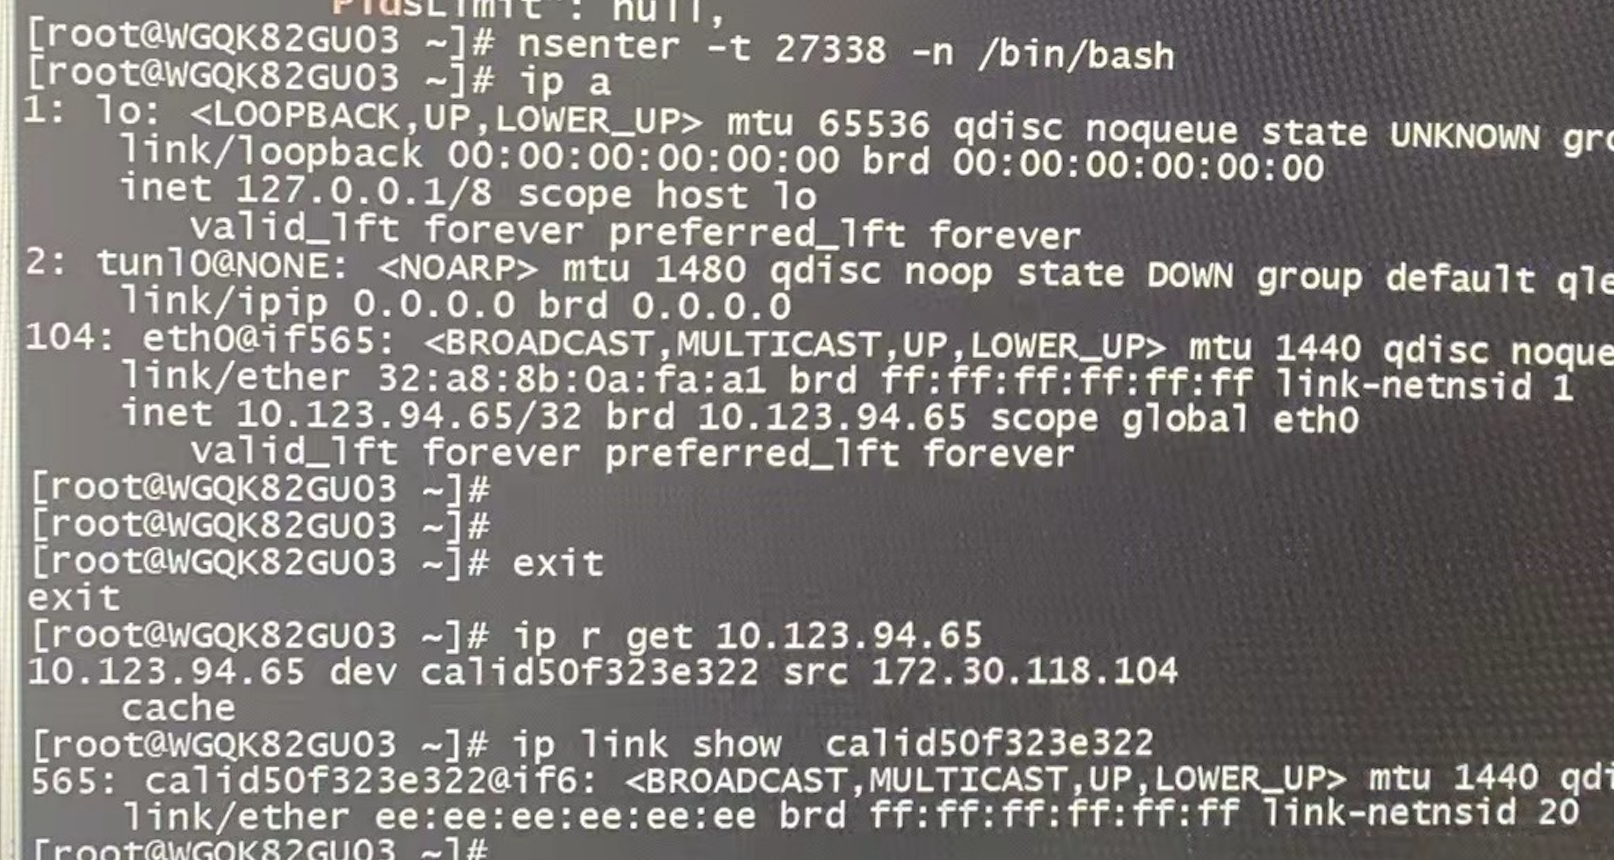 PidsLimit": null,
[root@WGQK82GU03 ~]# nsenter -t 27338 -n /bin/bash
[root@WGQK82GU03 ~]# ip a
1: lo: <LOOPBACK,UP,LOWER_UP> mtu 65536 qdisc noqueue state UNKNOWN gro
    link/loopback 00:00:00:00:00:00 brd 00:00:00:00:00:00
    inet 127.0.0.1/8 scope host lo
       valid_lft forever preferred_lft forever
2: tunl0@NONE: <NOARP> mtu 1480 qdisc noop state DOWN group default qle
    link/ipip 0.0.0.0 brd 0.0.0.0
104: eth0@if565: <BROADCAST,MULTICAST,UP,LOWER_UP> mtu 1440 qdisc noque
    link/ether 32:a8:8b:0a:fa:a1 brd ff:ff:ff:ff:ff:ff link-netnsid 1
    inet 10.123.94.65/32 brd 10.123.94.65 scope global eth0
       valid_lft forever preferred_lft forever
[root@WGQK82GU03 ~]#
[root@WGQK82GU03 ~]#
[root@WGQK82GU03 ~]# exit
exit
[root@WGQK82GU03 ~]# ip r get 10.123.94.65
10.123.94.65 dev calid50f323e322 src 172.30.118.104
    cache
[root@WGQK82GU03 ~]# ip link show  calid50f323e322
565: calid50f323e322@if6: <BROADCAST,MULTICAST,UP,LOWER_UP> mtu 1440 qdi
    link/ether ee:ee:ee:ee:ee:ee brd ff:ff:ff:ff:ff:ff link-netnsid 20
[root@WGQK82GU03 ~]#